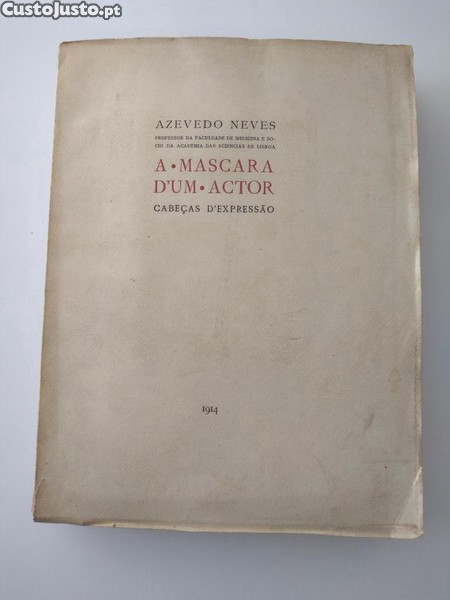 CustoJusto.pt
AZEVEDO NEVES
PROFESSOR DA FACULDADE DE MEDICINA E SO-
CIO DA ACADEMIA DAS SCIENCIAS DE LISBOA
A • MASCARA
D'UM • ACTOR
CABEÇAS D'EXPRESSÃO
1914